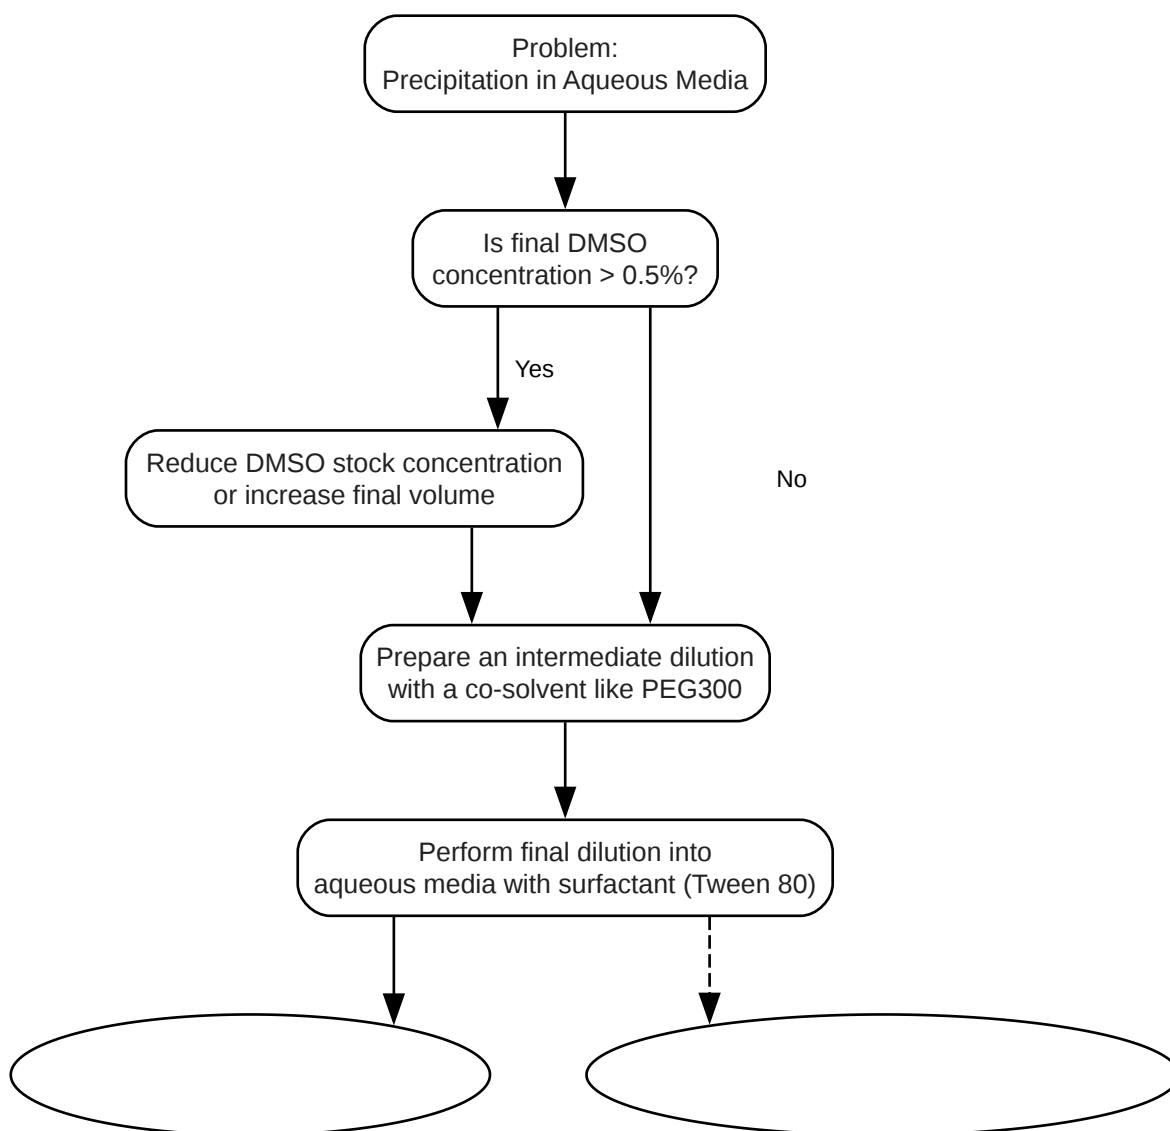 Problem:
Precipitation in Aqueous Media
Is final DMSO
concentration > 0.5%?
Yes
Reduce DMSO stock concentration
or increase final volume
No
Prepare an intermediate dilution
with a co-solvent like PEG300
Perform final dilution into
aqueous media with surfactant (Tween 80)